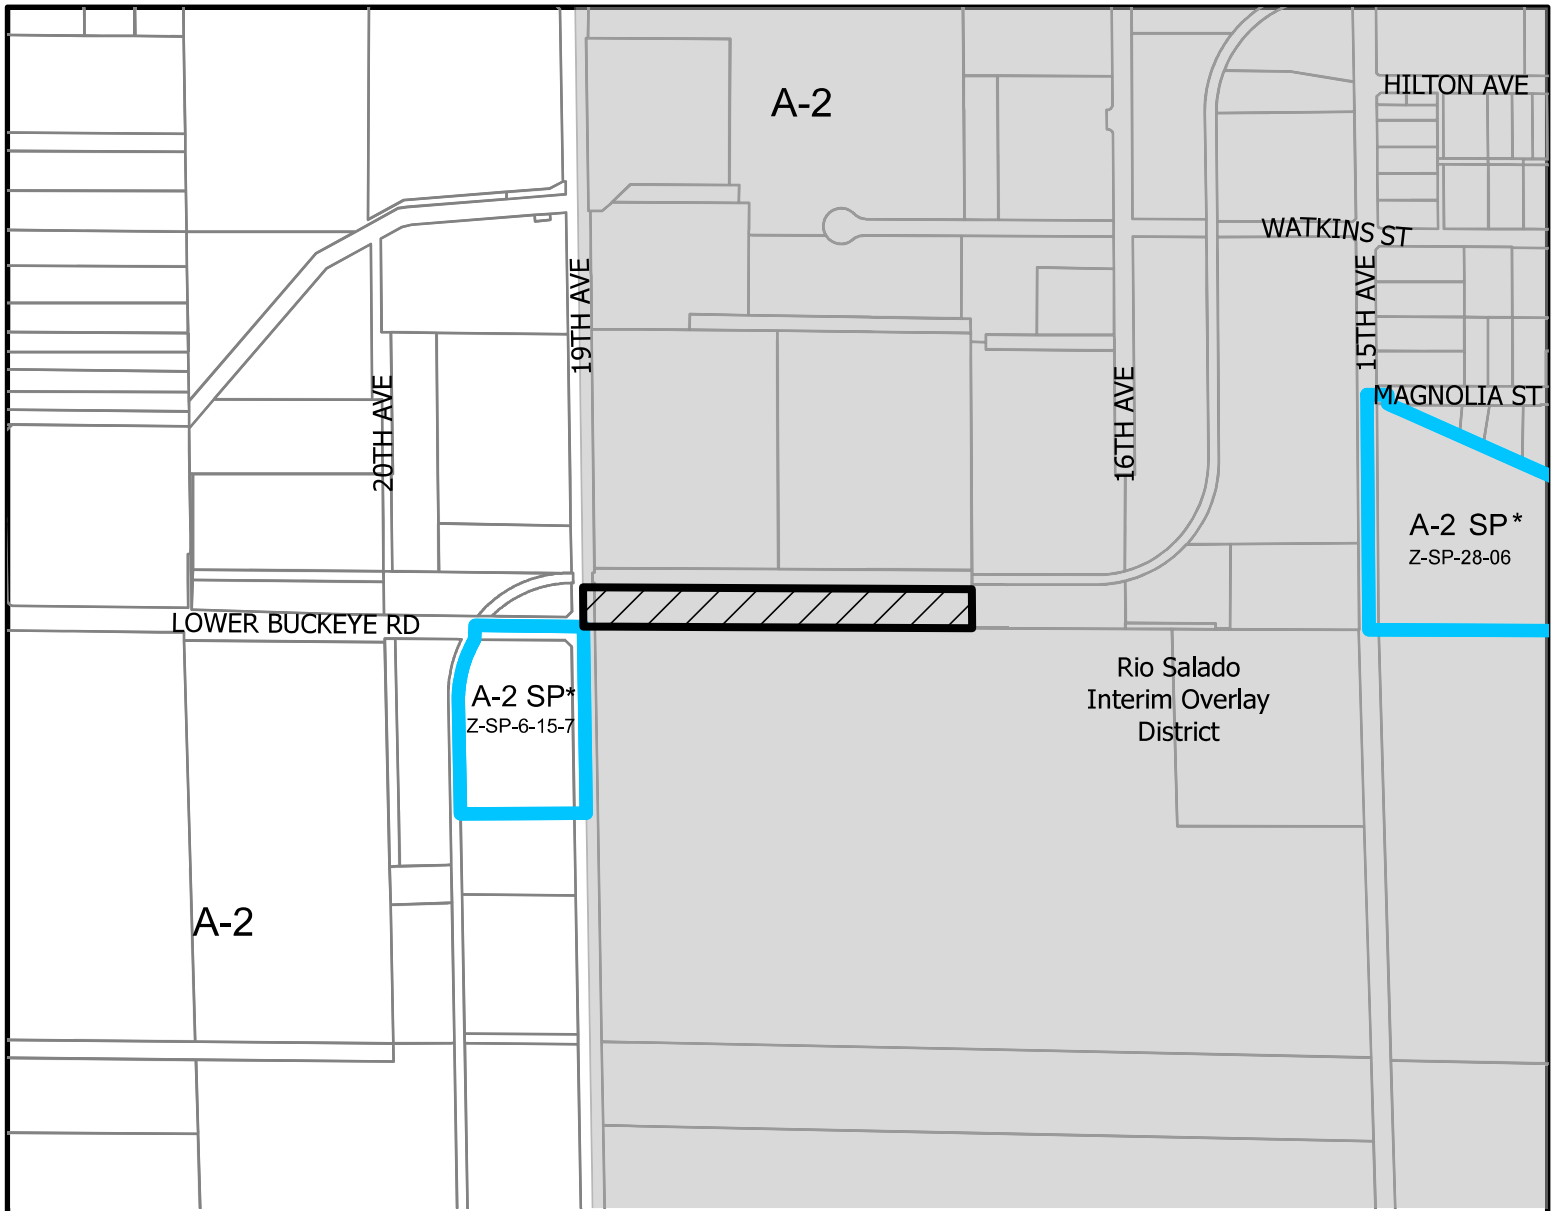 HILTON AVE
A-2
WATKINS ST
19TH AVE
15TH AVE
20TH AVE
16TH AVE
MAGNOLIA ST
A-2 SP*
Z-SP-28-06
LOWER BUCKEYE RD
A-2 SP*
Z-SP-6-15-7
Rio Salado
Interim Overlay
District
A-2